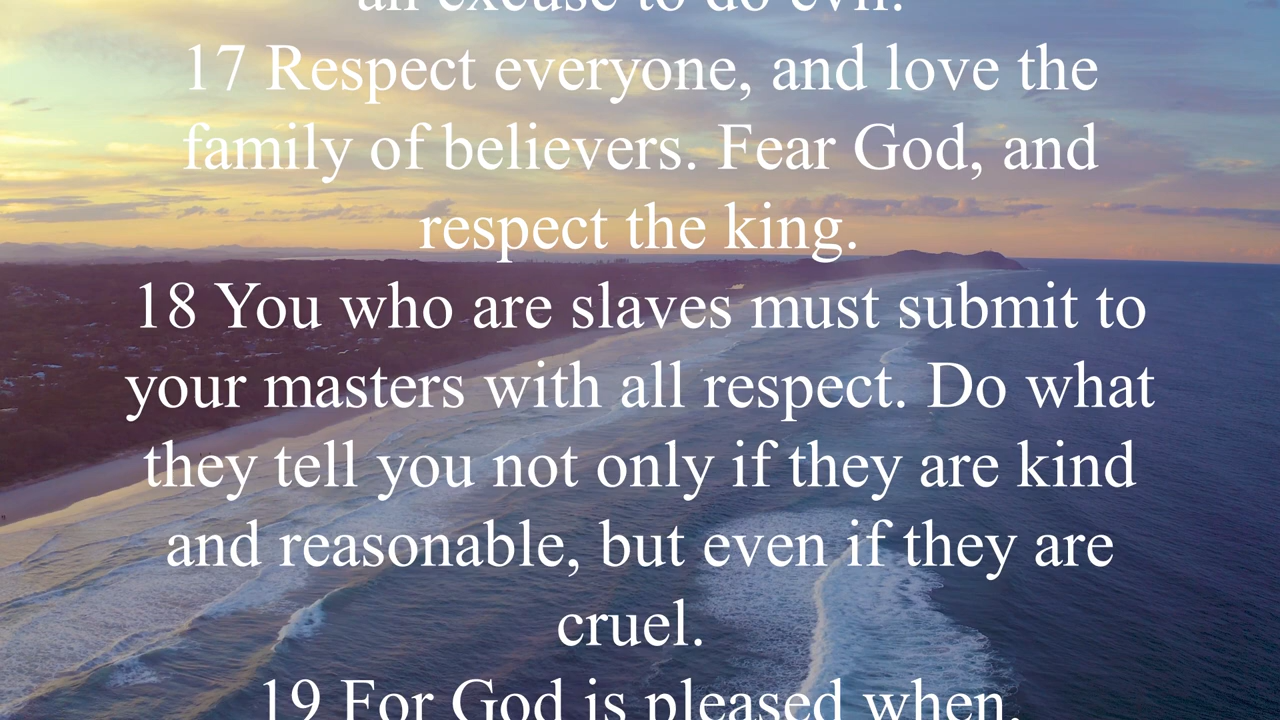 an excuse to do evil.
17 Respect everyone, and love the
family of believers. Fear God, and
respect the king.
18 You who are slaves must submit to
your masters with all respect. Do what
they tell you not only if they are kind
and reasonable, but even if they are
cruel.
19 For God is pleased when,